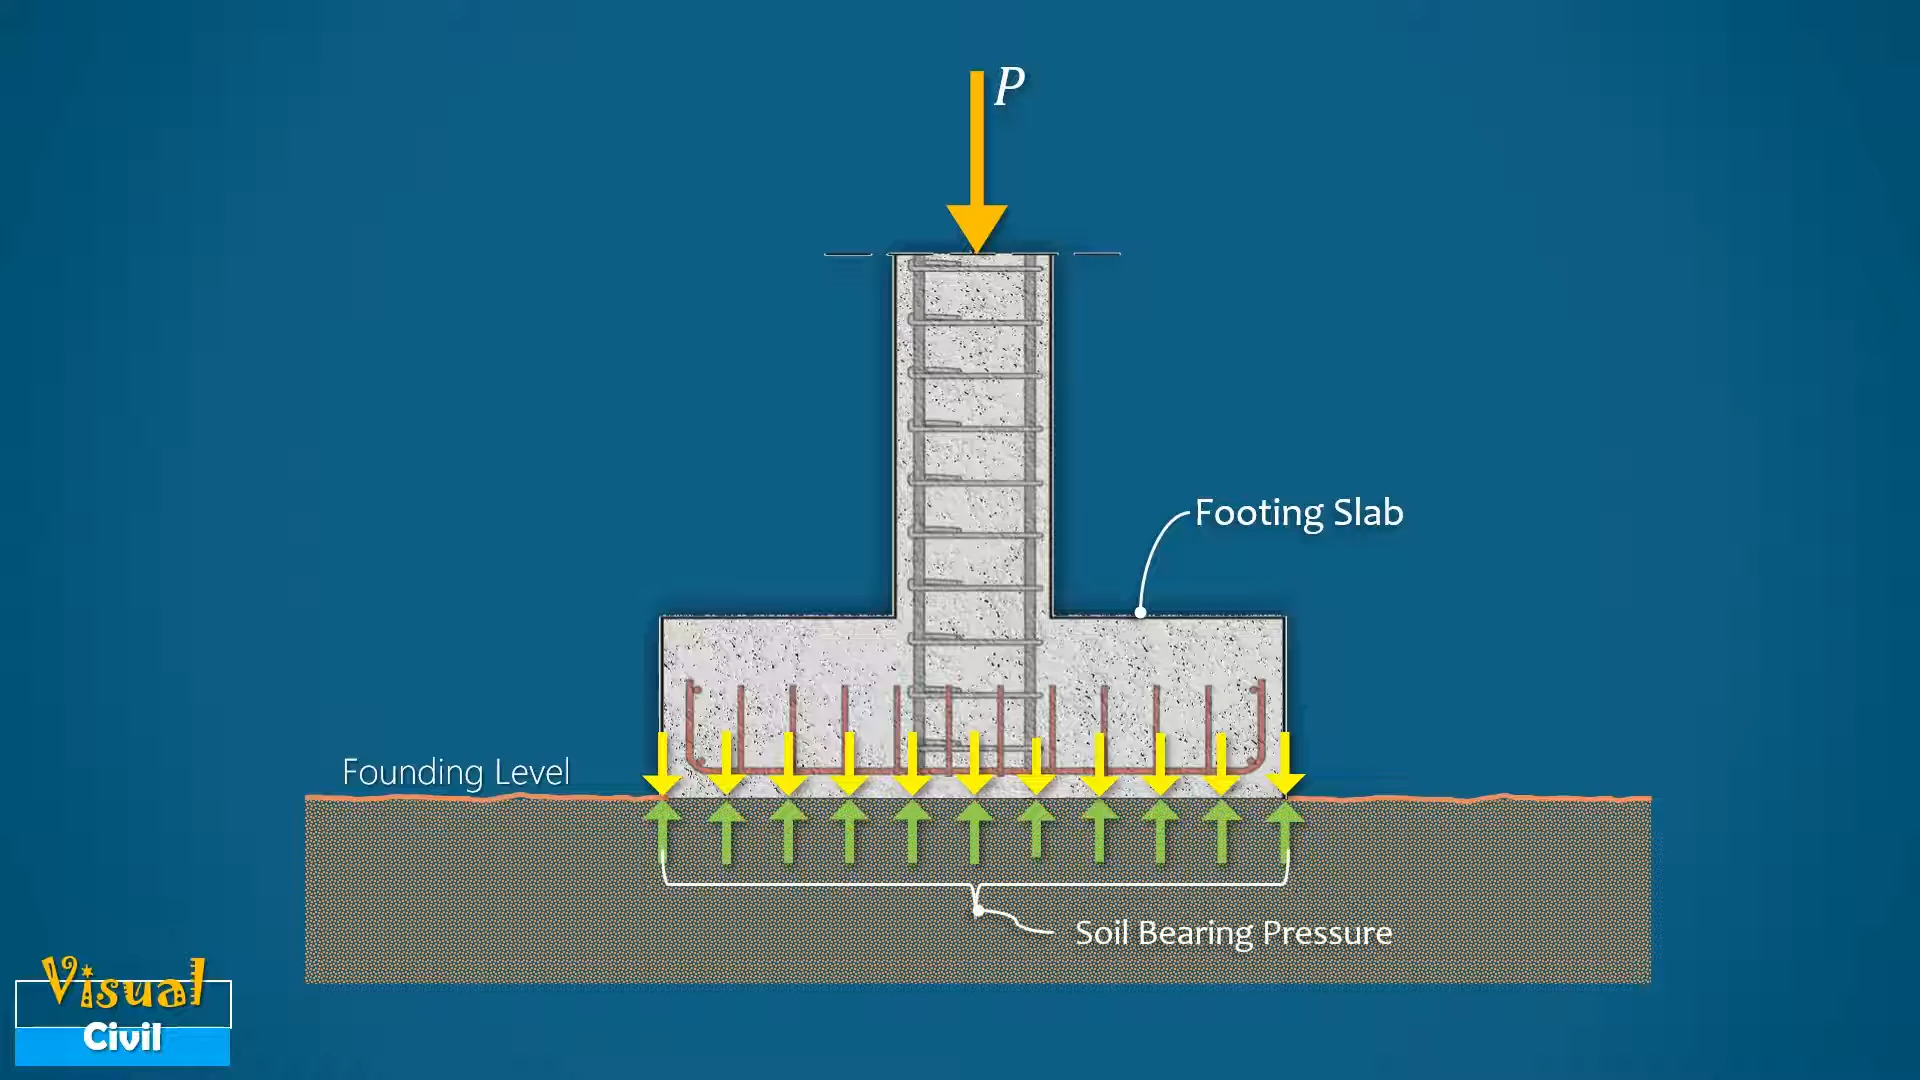 P
Footing Slab
Founding Level
Soil Bearing Pressure
Visual
Civil